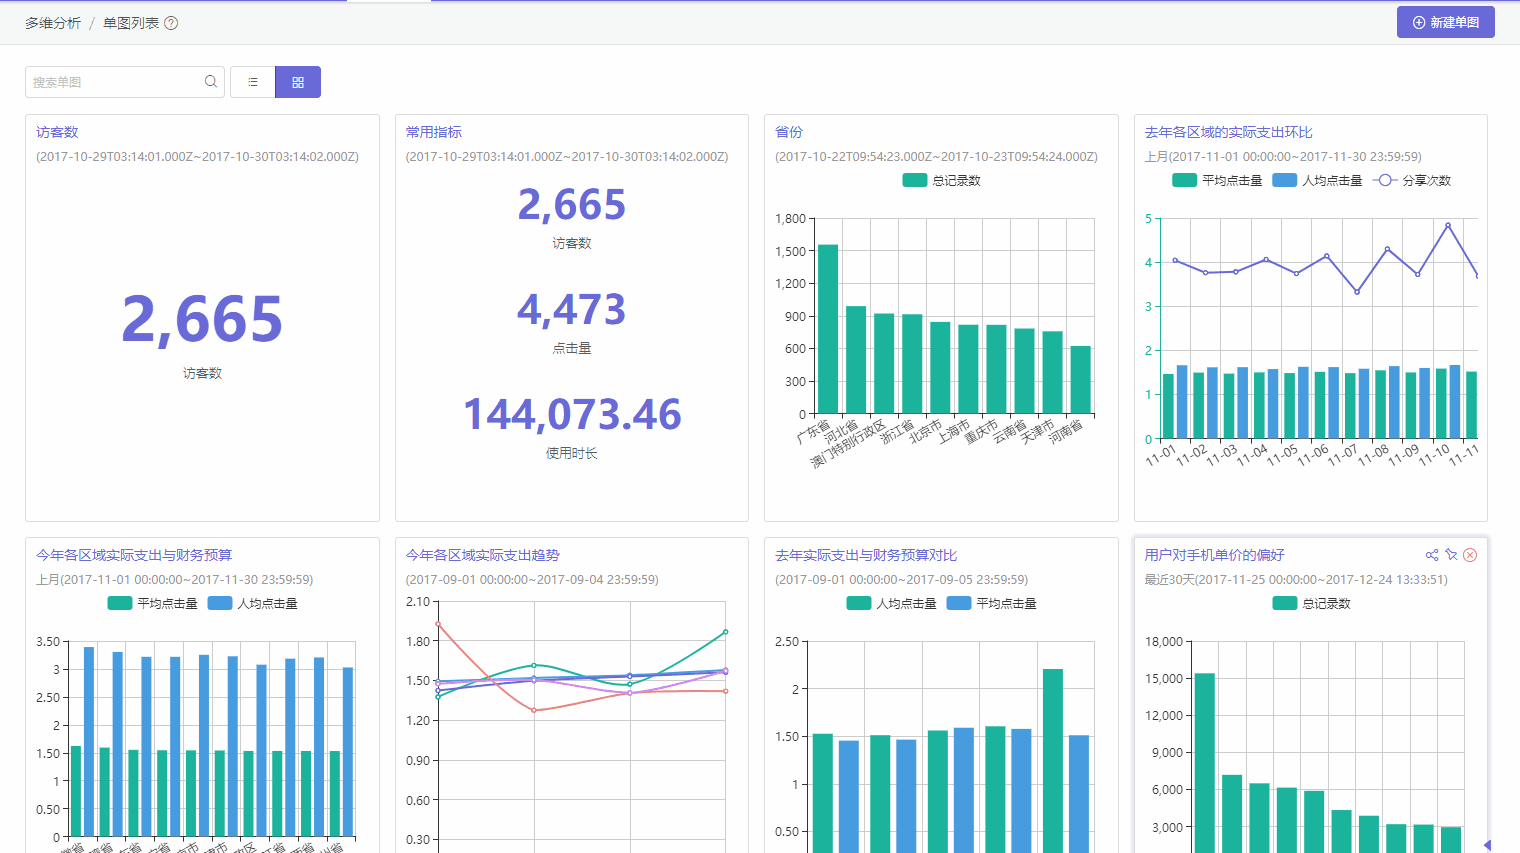 多维分析 / 单图列表
新建单图
搜索单图
访客数
(2017-10-29T03:14:01.000Z~2017-10-30T03:14:02.000Z)
2,665
访客数
常用指标
(2017-10-29T03:14:01.000Z~2017-10-30T03:14:02.000Z)
2,665
访客数
4,473
点击量
144,073.46
使用时长
省份
(2017-10-22T09:54:23.000Z~2017-10-23T09:54:24.000Z)
总记录数
1,800
1,500
1,200
900
600
300
0
广东省 河北省 澳门特别行政区 浙江省 北京市 上海市 重庆市 云南省 天津市 河南省
去年各区域的实际支出环比
上月(2017-11-01 00:00:00~2017-11-30 23:59:59)
平均点击量 人均点击量 分享次数
5
4
3
2
1
0
11-01 11-02 11-03 11-04 11-05 11-06 11-07 11-08 11-09 11-10 11-11
今年各区域实际支出与财务预算
上月(2017-11-01 00:00:00~2017-11-30 23:59:59)
平均点击量 人均点击量
3.50
3
2.50
2
1.50
1
0.50
0
今年各区域实际支出趋势
(2017-09-01 00:00:00~2017-09-04 23:59:59)
2.10
1.80
1.50
1.20
0.90
0.60
0.30
去年实际支出与财务预算对比
(2017-09-01 00:00:00~2017-09-05 23:59:59)
人均点击量 平均点击量
2.50
2
1.50
1
0.50
用户对手机单价的偏好
最近30天(2017-11-25 00:00:00~2017-12-24 13:33:51)
总记录数
18,000
15,000
12,000
9,000
6,000
3,000